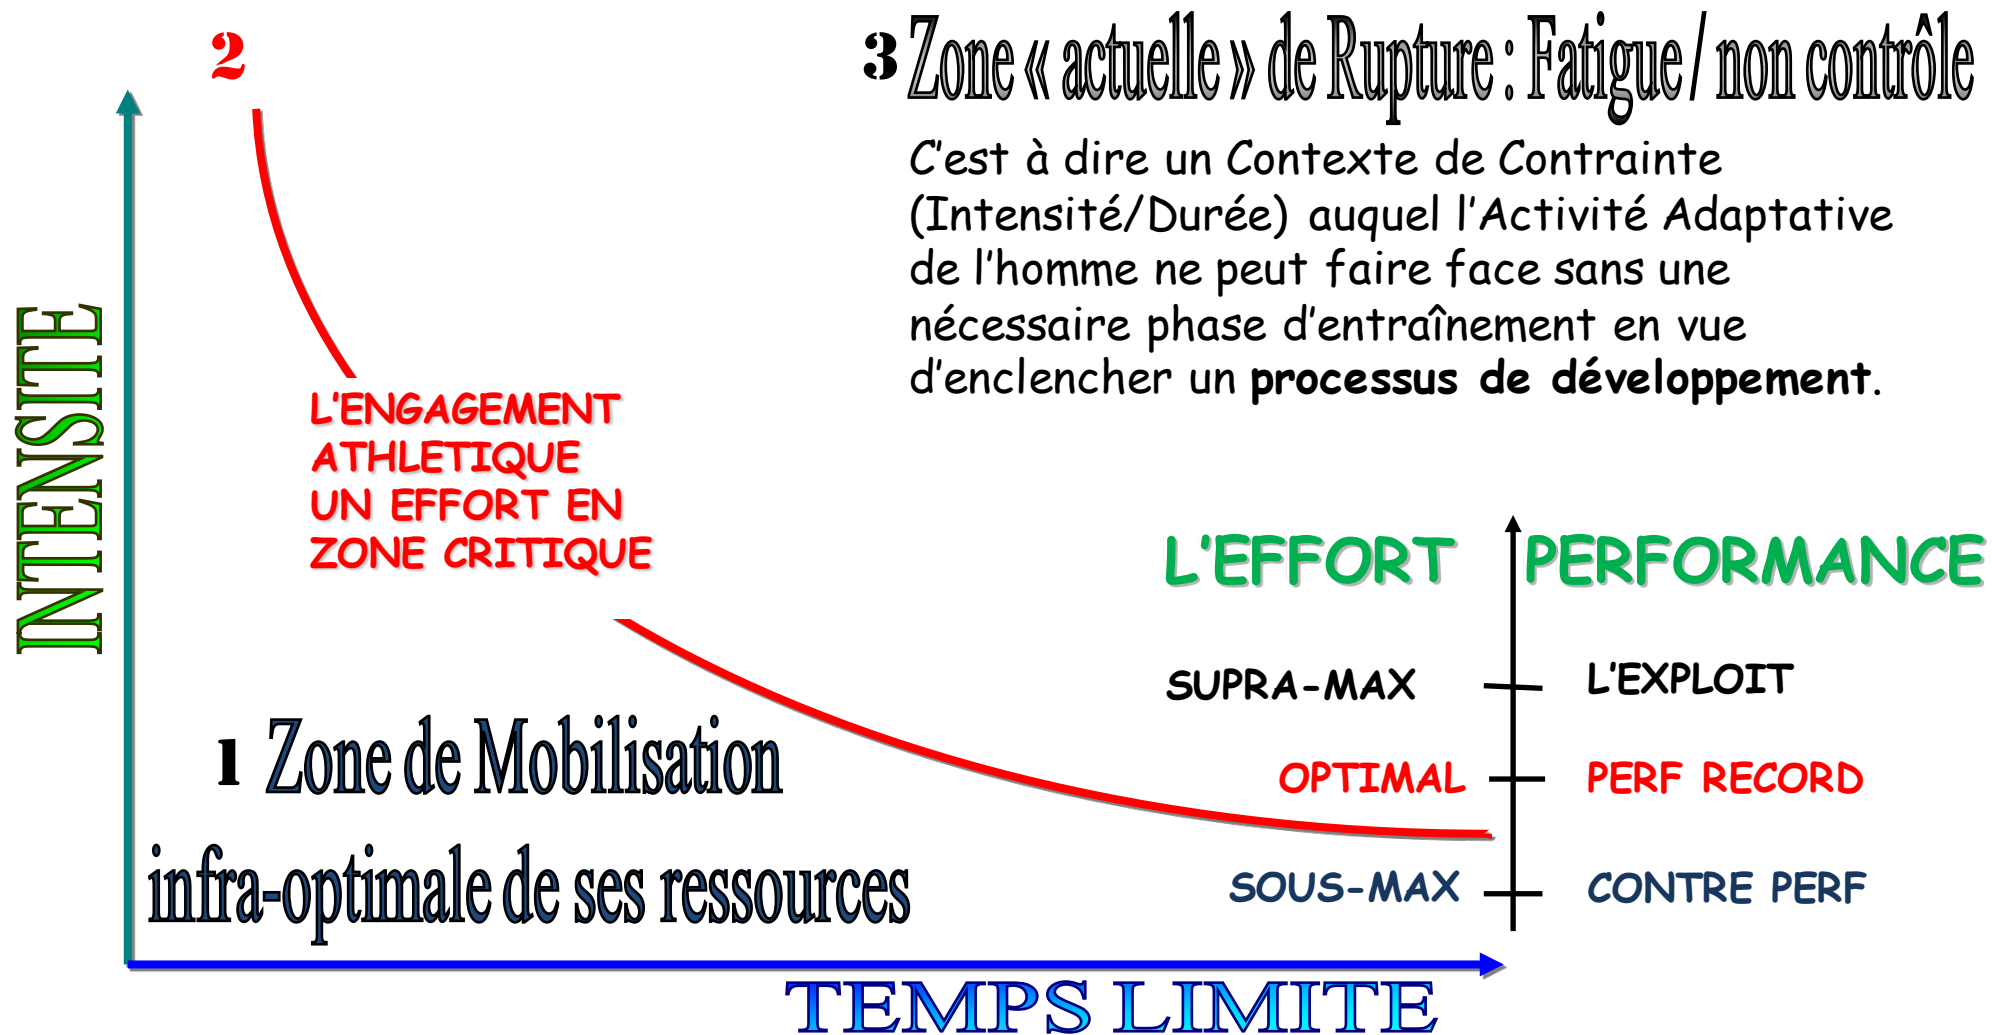 2
3 Zone « actuelle » de Rupture : Fatigue / non contrôle
C'est à dire un Contexte de Contrainte
(Intensité/Durée) auquel l'Activité Adaptative
de l'homme ne peut faire face sans une
nécessaire phase d'entraînement en vue
d'enclencher un processus de développement.
INTENSITE
L'ENGAGEMENT
ATHLETIQUE
UN EFFORT EN
ZONE CRITIQUE
L'EFFORT PERFORMANCE
SUPRA-MAX L'EXPLOIT
OPTIMAL PERF RECORD
SOUS-MAX CONTRE PERF
1 Zone de Mobilisation
infra-optimale de ses ressources
TEMPS LIMITE